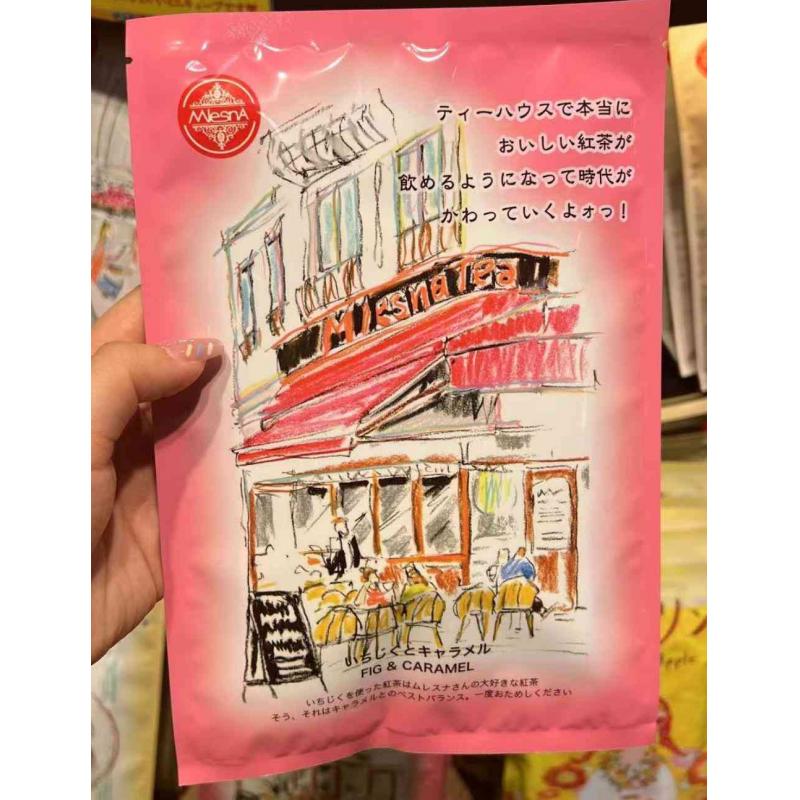 MlesnA
ティーハウスで本当に
おいしい紅茶が
飲めるようになって時代が
かわっていくよォっ！
MlesnaTea
いちじくとキャラメル
FIG & CARAMEL
いちじくを使った紅茶はムレスナさんの大好きな紅茶
そう、それはキャラメルとのベストバランス。一度おためしください